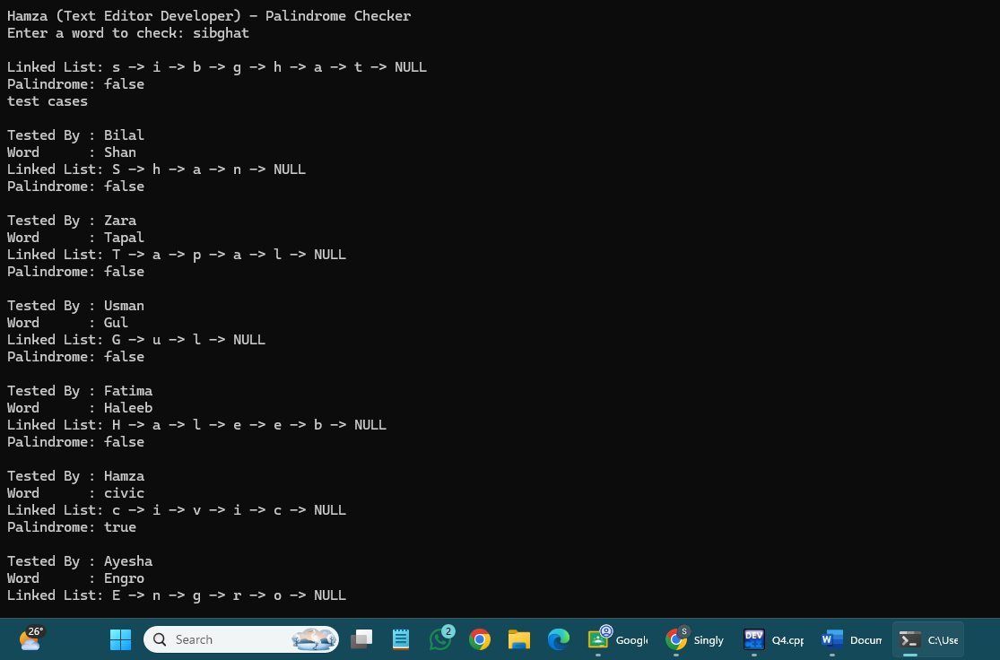 Hamza (Text Editor Developer) - Palindrome Checker
Enter a word to check: sibghat
Linked List: s -> i -> b -> g -> h -> a -> t -> NULL
Palindrome: false
test cases
Tested By : Bilal
Word      : Shan
Linked List: S -> h -> a -> n -> NULL
Palindrome: false
Tested By : Zara
Word      : Tapal
Linked List: T -> a -> p -> a -> l -> NULL
Palindrome: false
Tested By : Usman
Word      : Gul
Linked List: G -> u -> l -> NULL
Palindrome: false
Tested By : Fatima
Word      : Haleeb
Linked List: H -> a -> l -> e -> e -> b -> NULL
Palindrome: false
Tested By : Hamza
Word      : civic
Linked List: c -> i -> v -> i -> c -> NULL
Palindrome: true
Tested By : Ayesha
Word      : Engro
Linked List: E -> n -> g -> r -> o -> NULL
26° Search 2 Googl S Singly DEV Q4.cpp W Docum C:\Use